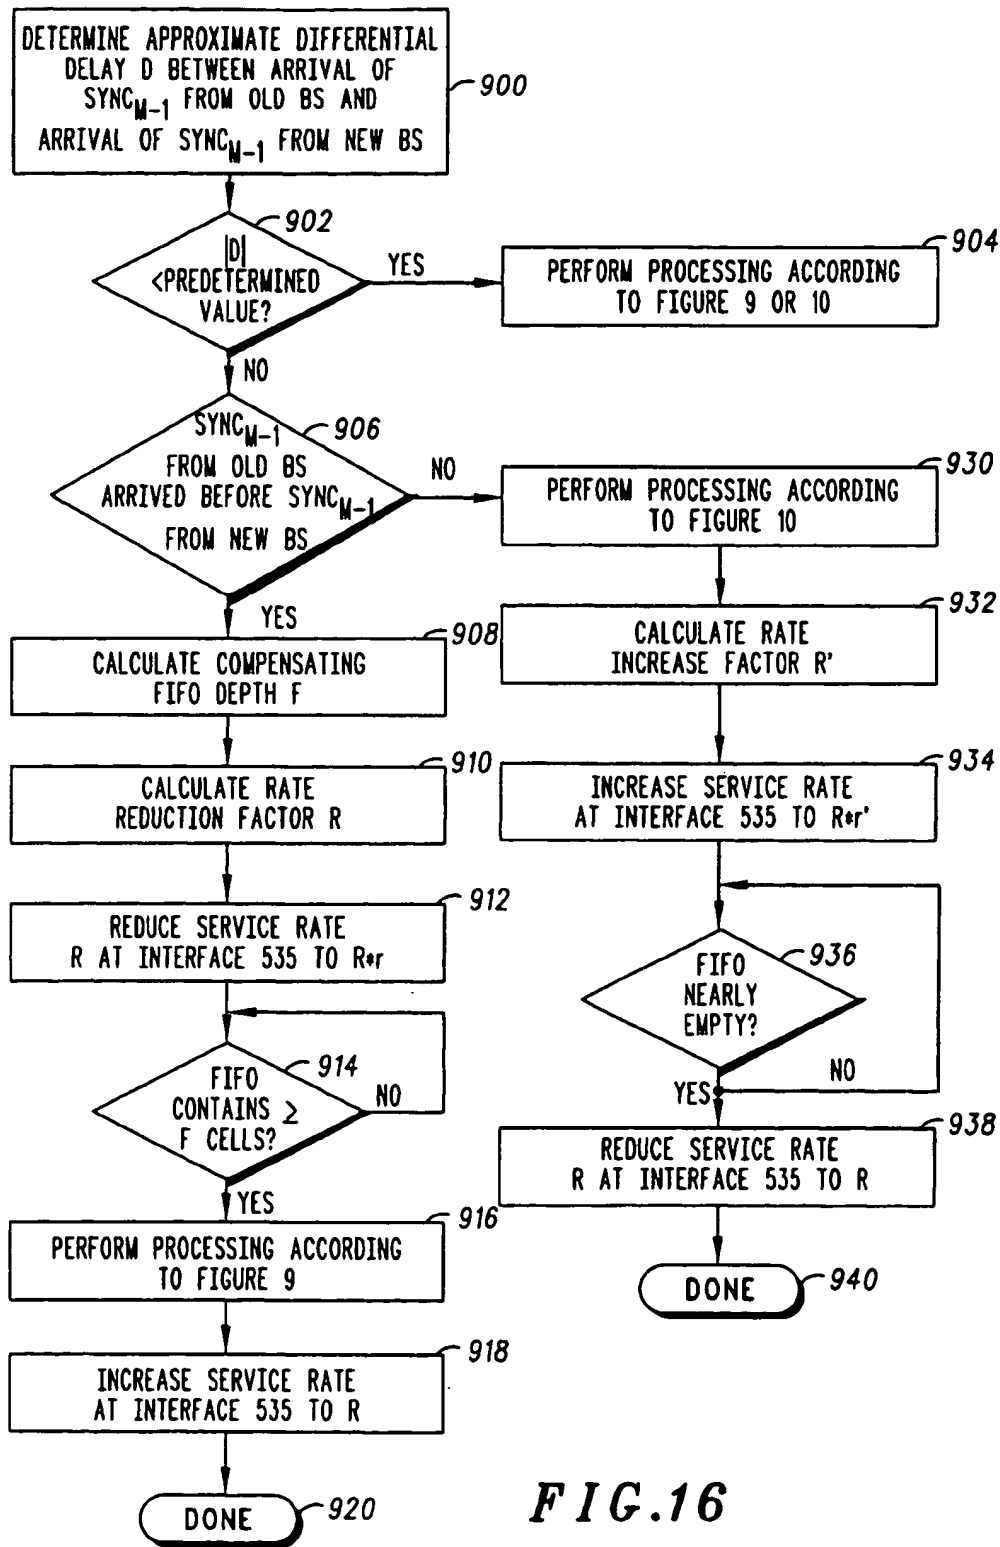 DETERMINE APPROXIMATE DIFFERENTIAL
DELAY D BETWEEN ARRIVAL OF
SYNC M-1 FROM OLD BS AND
ARRIVAL OF SYNC M-1 FROM NEW BS
900
902
|D|
<PREDETERMINED
VALUE?
YES
904
PERFORM PROCESSING ACCORDING
TO FIGURE 9 OR 10
NO
906
SYNC M-1
FROM OLD BS
ARRIVED BEFORE SYNC M-1
FROM NEW BS
NO
930
PERFORM PROCESSING ACCORDING
TO FIGURE 10
YES
908
CALCULATE COMPENSATING
FIFO DEPTH F
932
CALCULATE RATE
INCREASE FACTOR R'
910
CALCULATE RATE
REDUCTION FACTOR R
934
INCREASE SERVICE RATE
AT INTERFACE 535 TO R*r'
912
REDUCE SERVICE RATE
R AT INTERFACE 535 TO R*r
936
FIFO
NEARLY
EMPTY?
NO
YES
914
FIFO
CONTAINS ≥
F CELLS?
NO
YES
938
REDUCE SERVICE RATE
R AT INTERFACE 535 TO R
916
PERFORM PROCESSING ACCORDING
TO FIGURE 9
DONE
940
918
INCREASE SERVICE RATE
AT INTERFACE 535 TO R
DONE
920
FIG.16